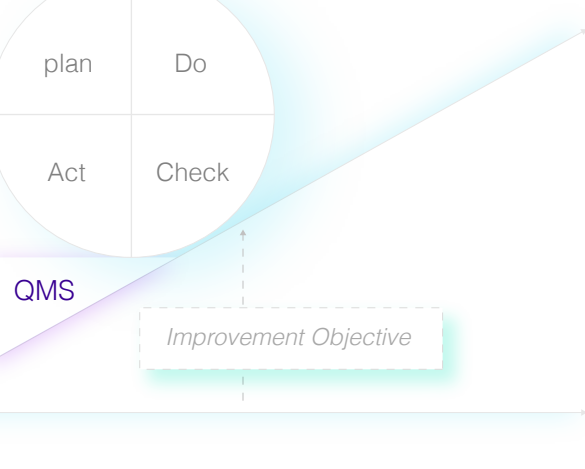 plan
Do
Act
Check
QMS
Improvement Objective